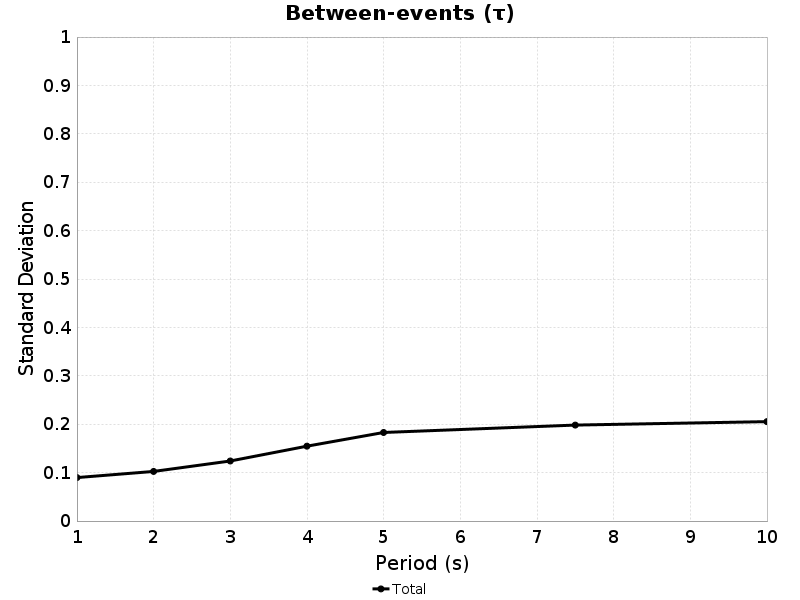 Between-events (τ)
1
0.9
0.8
0.7
0.6
0.5
0.4
0.3
0.2
0.1
0
Standard Deviation
1 2 3 4 5 6 7 8 9 10
Period (s)
Total